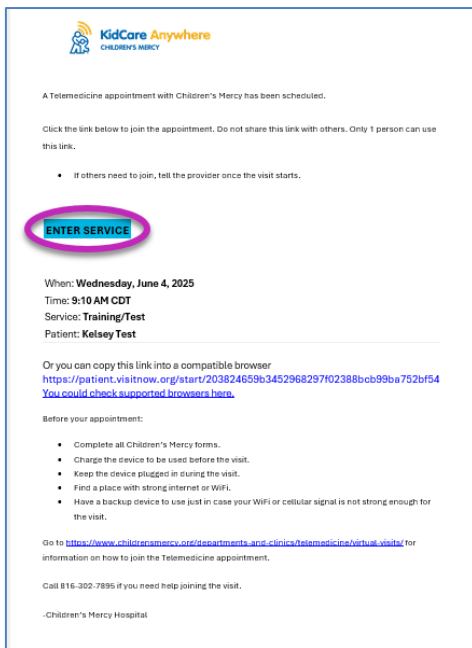 KidCare Anywhere
CHILDREN'S MERCY
A Telemedicine appointment with Children's Mercy has been scheduled.
Click the link below to join the appointment. Do not share this link with others. Only 1 person can use
this link.
• If others need to join, tell the provider once the visit starts.
ENTER SERVICE
When: Wednesday, June 4, 2025
Time: 9:10 AM CDT
Service: Training/Test
Patient: Kelsey Test
Or you can copy this link into a compatible browser
https://patient.visitnow.org/start/203824659b3452968297f02388bcb99ba752bf54
You could check supported browsers here.
Before your appointment:
• Complete all Children's Mercy forms.
• Charge the device to be used before the visit.
• Keep the device plugged in during the visit.
• Find a place with strong internet or WiFi.
• Have a backup device to use just in case your WiFi or cellular signal is not strong enough for
the visit.
Go to https://www.childrensmercy.org/departments-and-clinics/telemedicine/virtual-visits/ for
information on how to join the Telemedicine appointment.
Call 816-302-7895 if you need help joining the visit.
-Children's Mercy Hospital